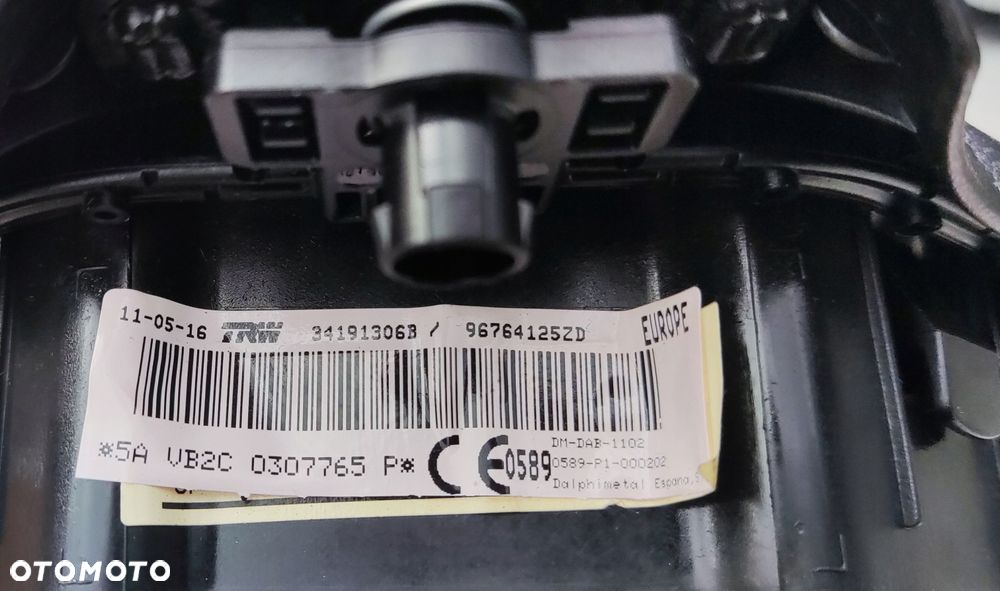 11-05-16 TRW 34191306B / 96764125ZD EUROPE
*5A VB2C 0307765 P* CE0589
DM-DAB-1102
0589-P1-000202
Dalphimetal Espana,
OTOMOTO